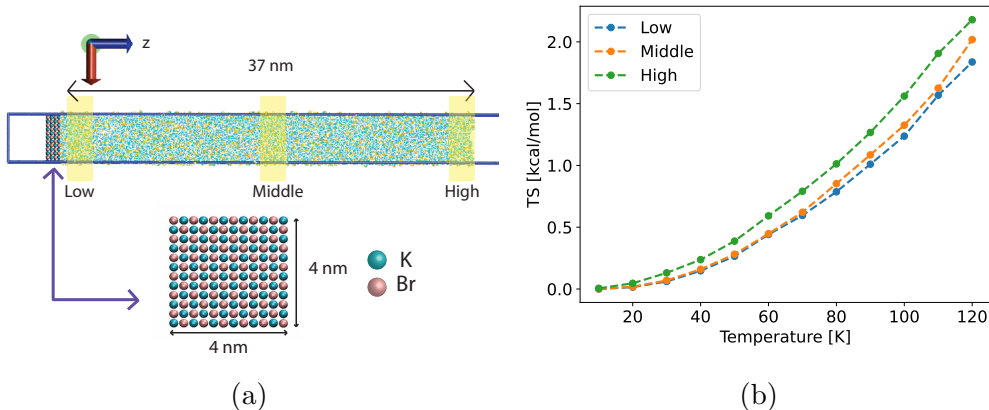 z
37 nm
Low
Middle
High
K
Br
4 nm
4 nm
(a)
TS [kcal/mol]
2.0
1.5
1.0
0.5
0.0
Low
Middle
High
20
40
60
80
100
120
Temperature [K]
(b)